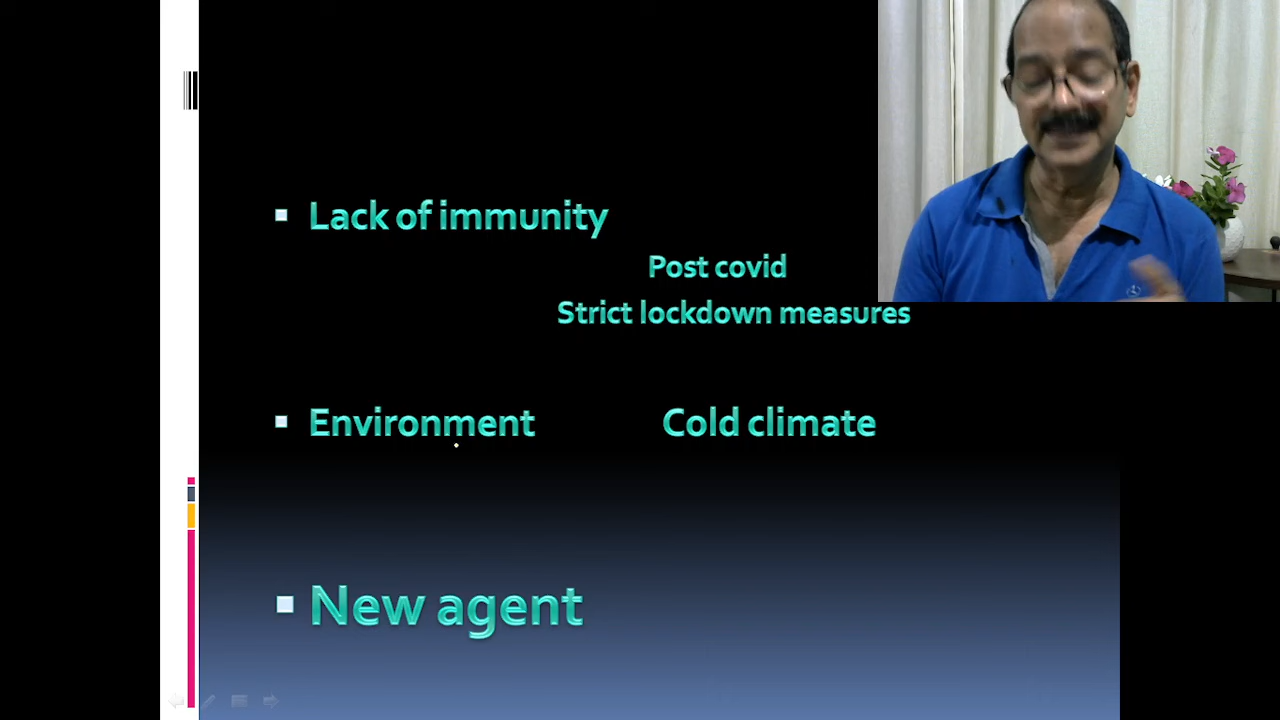 Lack of immunity
Post covid
Strict lockdown measures
Environment Cold climate
New agent